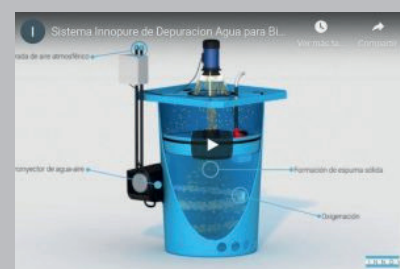 I
Sistema Innopure de Depuracion Agua para Bi...
Ver más ta...
Compartir
rada de aire atmosférico
ronyector de agua-aire
Formación de espuma sólida
Oxigenación